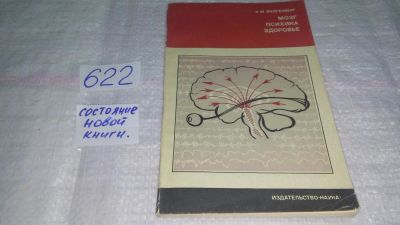 622
состояние
новой
книги.
МОЗГ
ПСИХИКА
ЗДОРОВЬЕ
ИЗДАТЕЛЬСТВО·НАУКА·